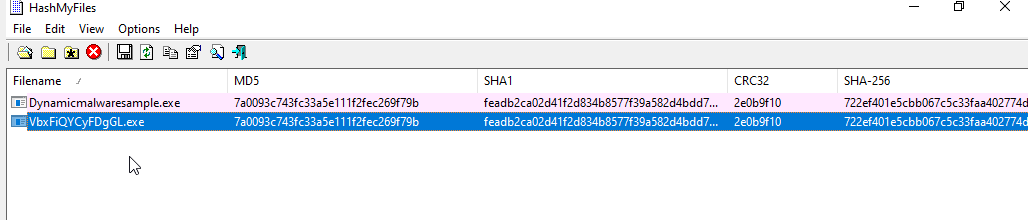 HashMyFiles
File Edit View Options Help
Filename / MD5 SHA1 CRC32 SHA-256
Dynamicmalwaresample.exe 7a0093c743fc33a5e111f2fec269f79b feadb2ca02d41f2d834b8577f39a582d4bdd7... 2e0b9f10 722ef401e5cbb067c5c33faa402774d
VbxFiQYCyFDgGL.exe 7a0093c743fc33a5e111f2fec269f79b feadb2ca02d41f2d834b8577f39a582d4bdd7... 2e0b9f10 722ef401e5cbb067c5c33faa402774d